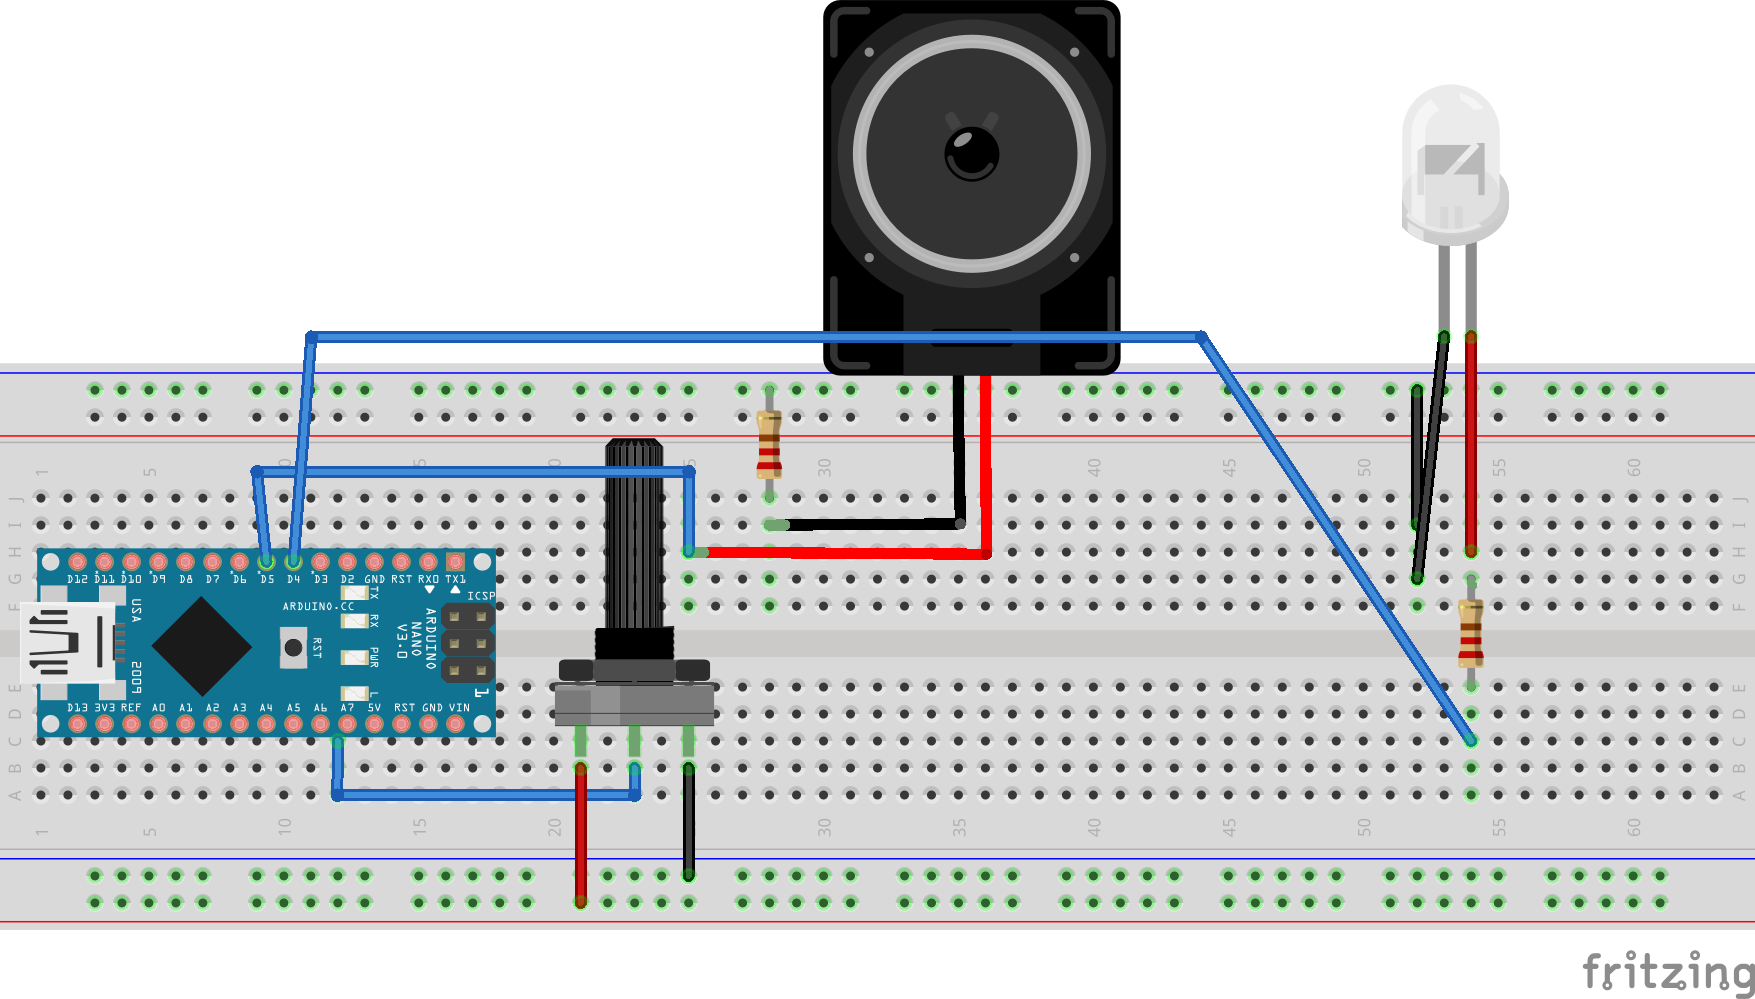 1 5 10 15 20 25 30 35 40 45 50 55 60
J J
I I
H H
G G
F F
D12 D11 D10 D9 D8 D7 D6 D5 D4 D3 D2 GND RST RX0 TX1
TX
ICSP
USA
ARDUINO.CC
RX
RST
ARDUINO
NANO
V3.0
PWR
2009
L
1
D13 3V3 REF A0 A1 A2 A3 A4 A5 A6 A7 5V RST GND VIN
E E
D D
C C
B B
A A
1 5 10 15 20 25 30 35 40 45 50 55 60
fritzing